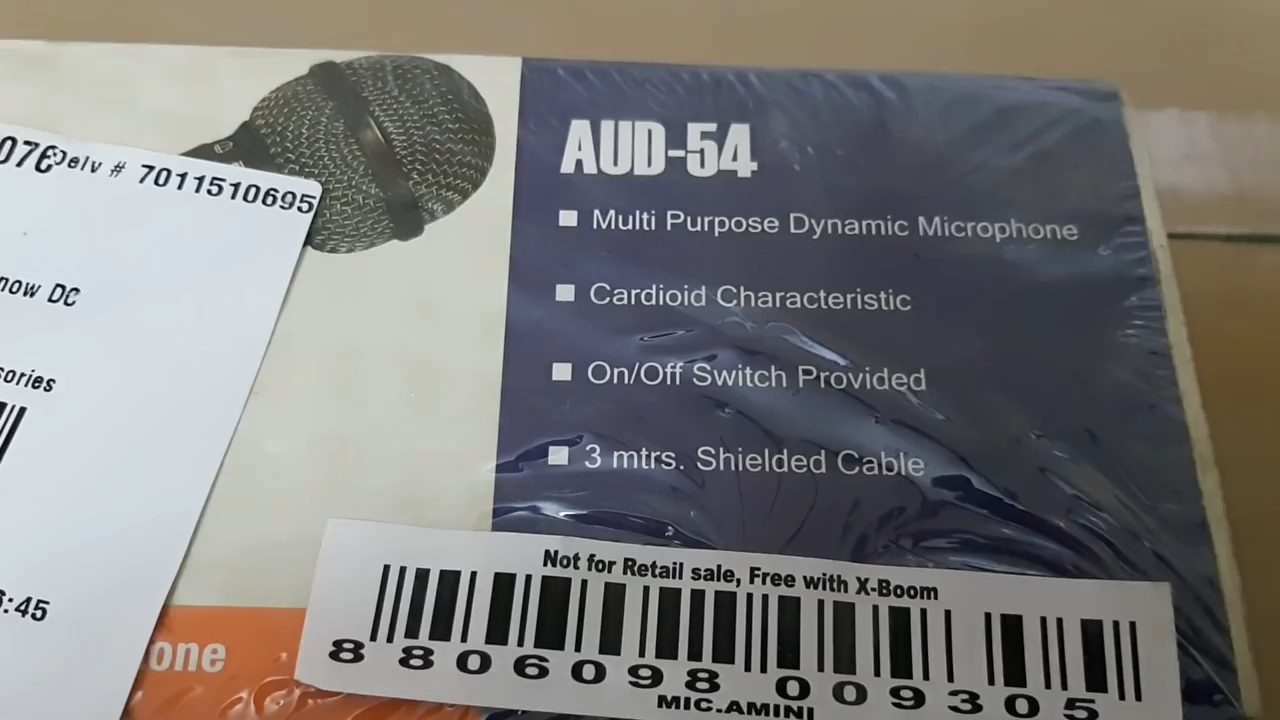 076
Delv # 7011510695
now DC
sories
:45
AUD-54
Multi Purpose Dynamic Microphone
Cardioid Characteristic
On/Off Switch Provided
3 mtrs. Shielded Cable
one
Not for Retail sale, Free with X-Boom
8 806098 009305
MIC.AMINI